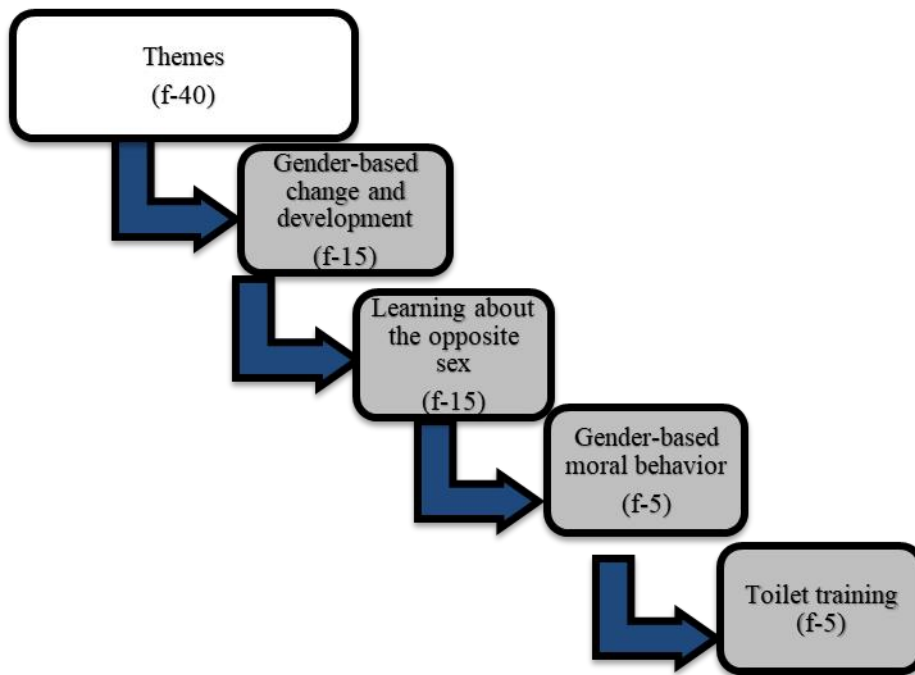 Themes
(f-40)
Gender-based
change and
development
(f-15)
Learning about
the opposite
sex
(f-15)
Gender-based
moral behavior
(f-5)
Toilet training
(f-5)